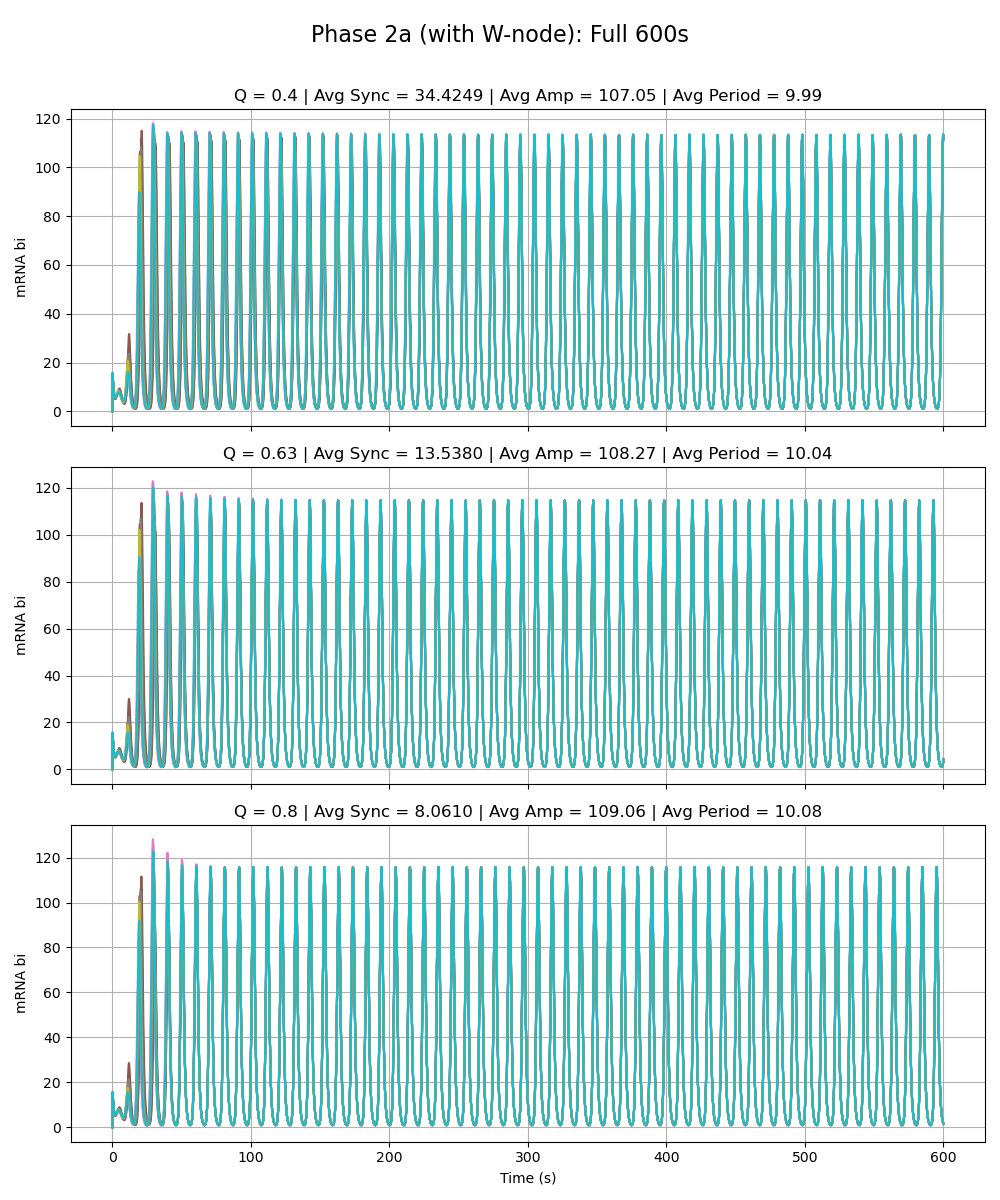 Phase 2a (with W-node): Full 600s
Q = 0.4 | Avg Sync = 34.4249 | Avg Amp = 107.05 | Avg Period = 9.99
120
100
80
60
40
20
0
mRNA bi
Q = 0.63 | Avg Sync = 13.5380 | Avg Amp = 108.27 | Avg Period = 10.04
120
100
80
60
40
20
0
mRNA bi
Q = 0.8 | Avg Sync = 8.0610 | Avg Amp = 109.06 | Avg Period = 10.08
120
100
80
60
40
20
0
mRNA bi
0 100 200 300 400 500 600
Time (s)